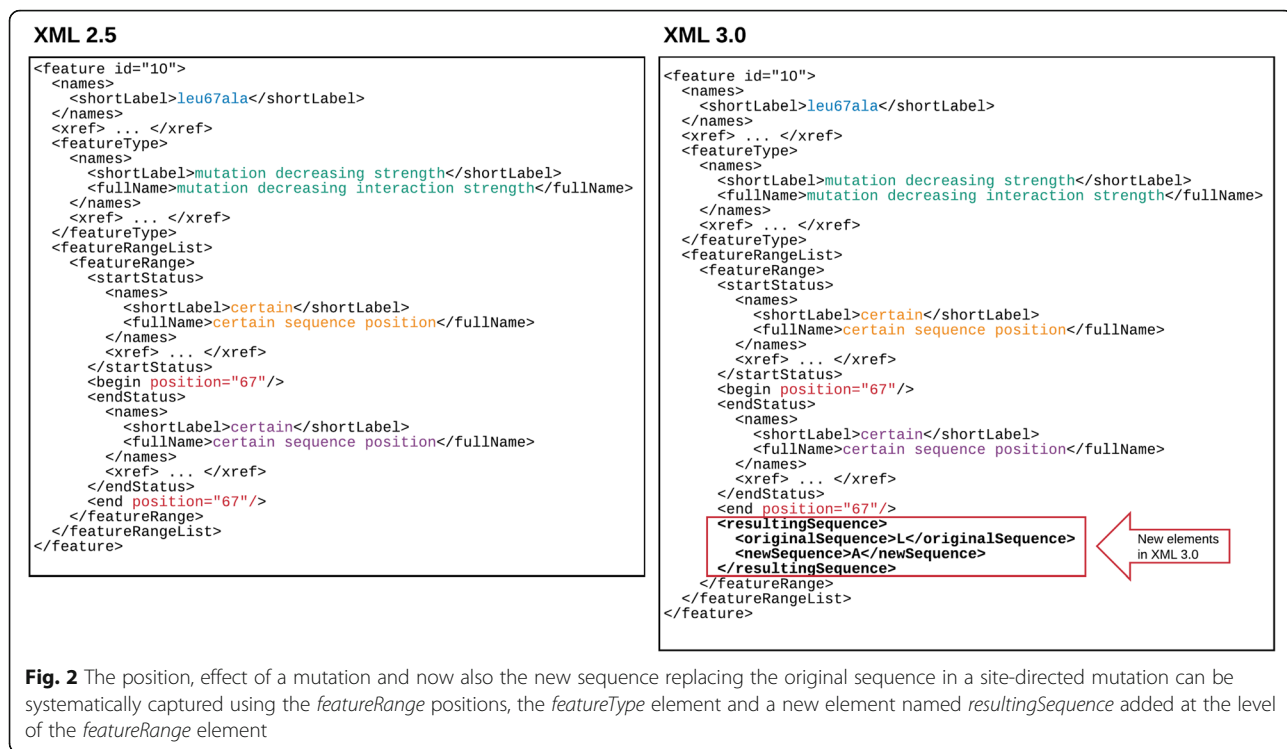 XML 2.5
<feature id="10">
  <names>
    <shortLabel>leu67ala</shortLabel>
  </names>
  <xref> ... </xref>
  <featureType>
    <names>
      <shortLabel>mutation decreasing strength</shortLabel>
      <fullName>mutation decreasing interaction strength</fullName>
    </names>
    <xref> ... </xref>
  </featureType>
  <featureRangeList>
    <featureRange>
      <startStatus>
        <names>
          <shortLabel>certain</shortLabel>
          <fullName>certain sequence position</fullName>
        </names>
        <xref> ... </xref>
      </startStatus>
      <begin position="67"/>
      <endStatus>
        <names>
          <shortLabel>certain</shortLabel>
          <fullName>certain sequence position</fullName>
        </names>
        <xref> ... </xref>
      </endStatus>
      <end position="67"/>
    </featureRange>
  </featureRangeList>
</feature>
XML 3.0
<feature id="10">
  <names>
    <shortLabel>leu67ala</shortLabel>
  </names>
  <xref> ... </xref>
  <featureType>
    <names>
      <shortLabel>mutation decreasing strength</shortLabel>
      <fullName>mutation decreasing interaction strength</fullName>
    </names>
    <xref> ... </xref>
  </featureType>
  <featureRangeList>
    <featureRange>
      <startStatus>
        <names>
          <shortLabel>certain</shortLabel>
          <fullName>certain sequence position</fullName>
        </names>
        <xref> ... </xref>
      </startStatus>
      <begin position="67"/>
      <endStatus>
        <names>
          <shortLabel>certain</shortLabel>
          <fullName>certain sequence position</fullName>
        </names>
        <xref> ... </xref>
      </endStatus>
      <end position="67"/>
      <resultingSequence>
        <originalSequence>L</originalSequence>
        <newSequence>A</newSequence>
      </resultingSequence>
    </featureRange>
  </featureRangeList>
</feature>
New elements
in XML 3.0
Fig. 2 The position, effect of a mutation and now also the new sequence replacing the original sequence in a site-directed mutation can be
systematically captured using the featureRange positions, the featureType element and a new element named resultingSequence added at the level
of the featureRange element